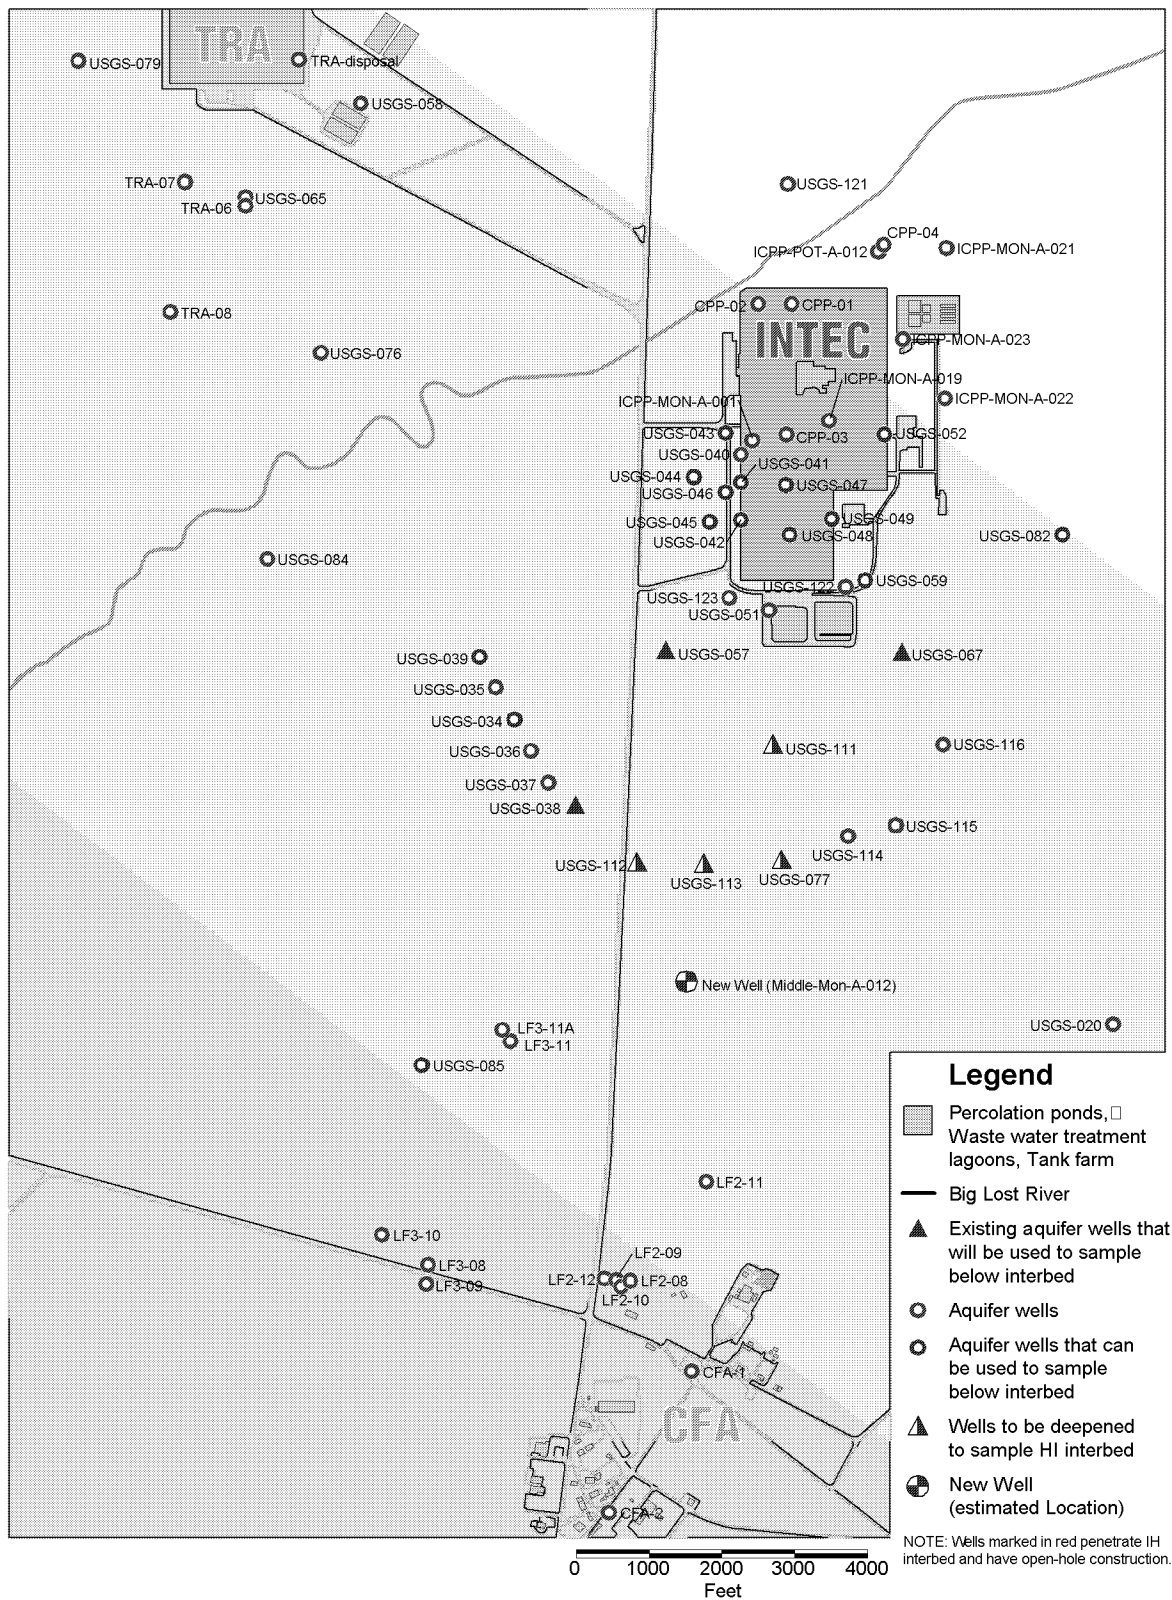 TRA
USGS-079
TRA-disposal
USGS-058
TRA-07
USGS-065
TRA-06
USGS-121
CPP-04
ICPP-POT-A-012
ICPP-MON-A-021
TRA-08
CPP-02
CPP-01
INTEC
ICPP-MON-A-023
USGS-076
ICPP-MON-A-019
ICPP-MON-A-001
ICPP-MON-A-022
USGS-043
CPP-03
USGS-052
USGS-040
USGS-041
USGS-044
USGS-047
USGS-046
USGS-045
USGS-049
USGS-042
USGS-048
USGS-082
USGS-084
USGS-059
USGS-122
USGS-123
USGS-051
USGS-057
USGS-067
USGS-039
USGS-035
USGS-034
USGS-036
USGS-111
USGS-116
USGS-037
USGS-038
USGS-115
USGS-114
USGS-112
USGS-113
USGS-077
New Well (Middle-Mon-A-012)
USGS-020
LF3-11A
LF3-11
USGS-085
LF2-11
LF3-10
LF3-08
LF3-09
LF2-09
LF2-12
LF2-08
LF2-10
CFA-1
CFA
CFA-2
Legend
Percolation ponds,□
Waste water treatment
lagoons, Tank farm
Big Lost River
Existing aquifer wells that
will be used to sample
below interbed
Aquifer wells
Aquifer wells that can
be used to sample
below interbed
Wells to be deepened
to sample HI interbed
New Well
(estimated Location)
NOTE: Wells marked in red penetrate IH
interbed and have open-hole construction.
0 1000 2000 3000 4000
Feet